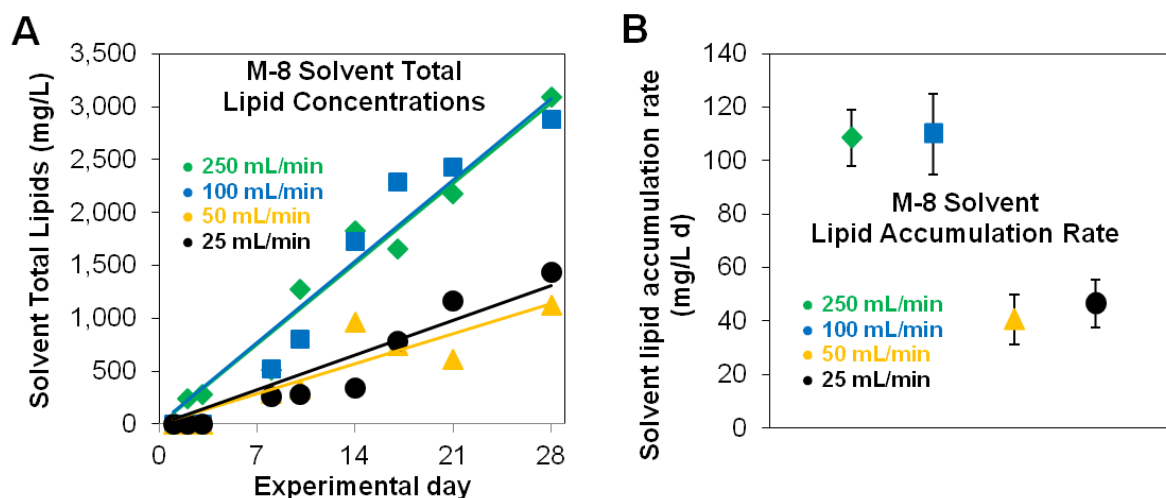 A
Solvent Total Lipids (mg/L)
3,500
3,000
2,500
2,000
1,500
1,000
500
0
M-8 Solvent Total
Lipid Concentrations
250 mL/min
100 mL/min
50 mL/min
25 mL/min
0 7 14 21 28
Experimental day
B
Solvent lipid accumulation rate
(mg/L d)
140
120
100
80
60
40
20
0
M-8 Solvent
Lipid Accumulation Rate
250 mL/min
100 mL/min
50 mL/min
25 mL/min